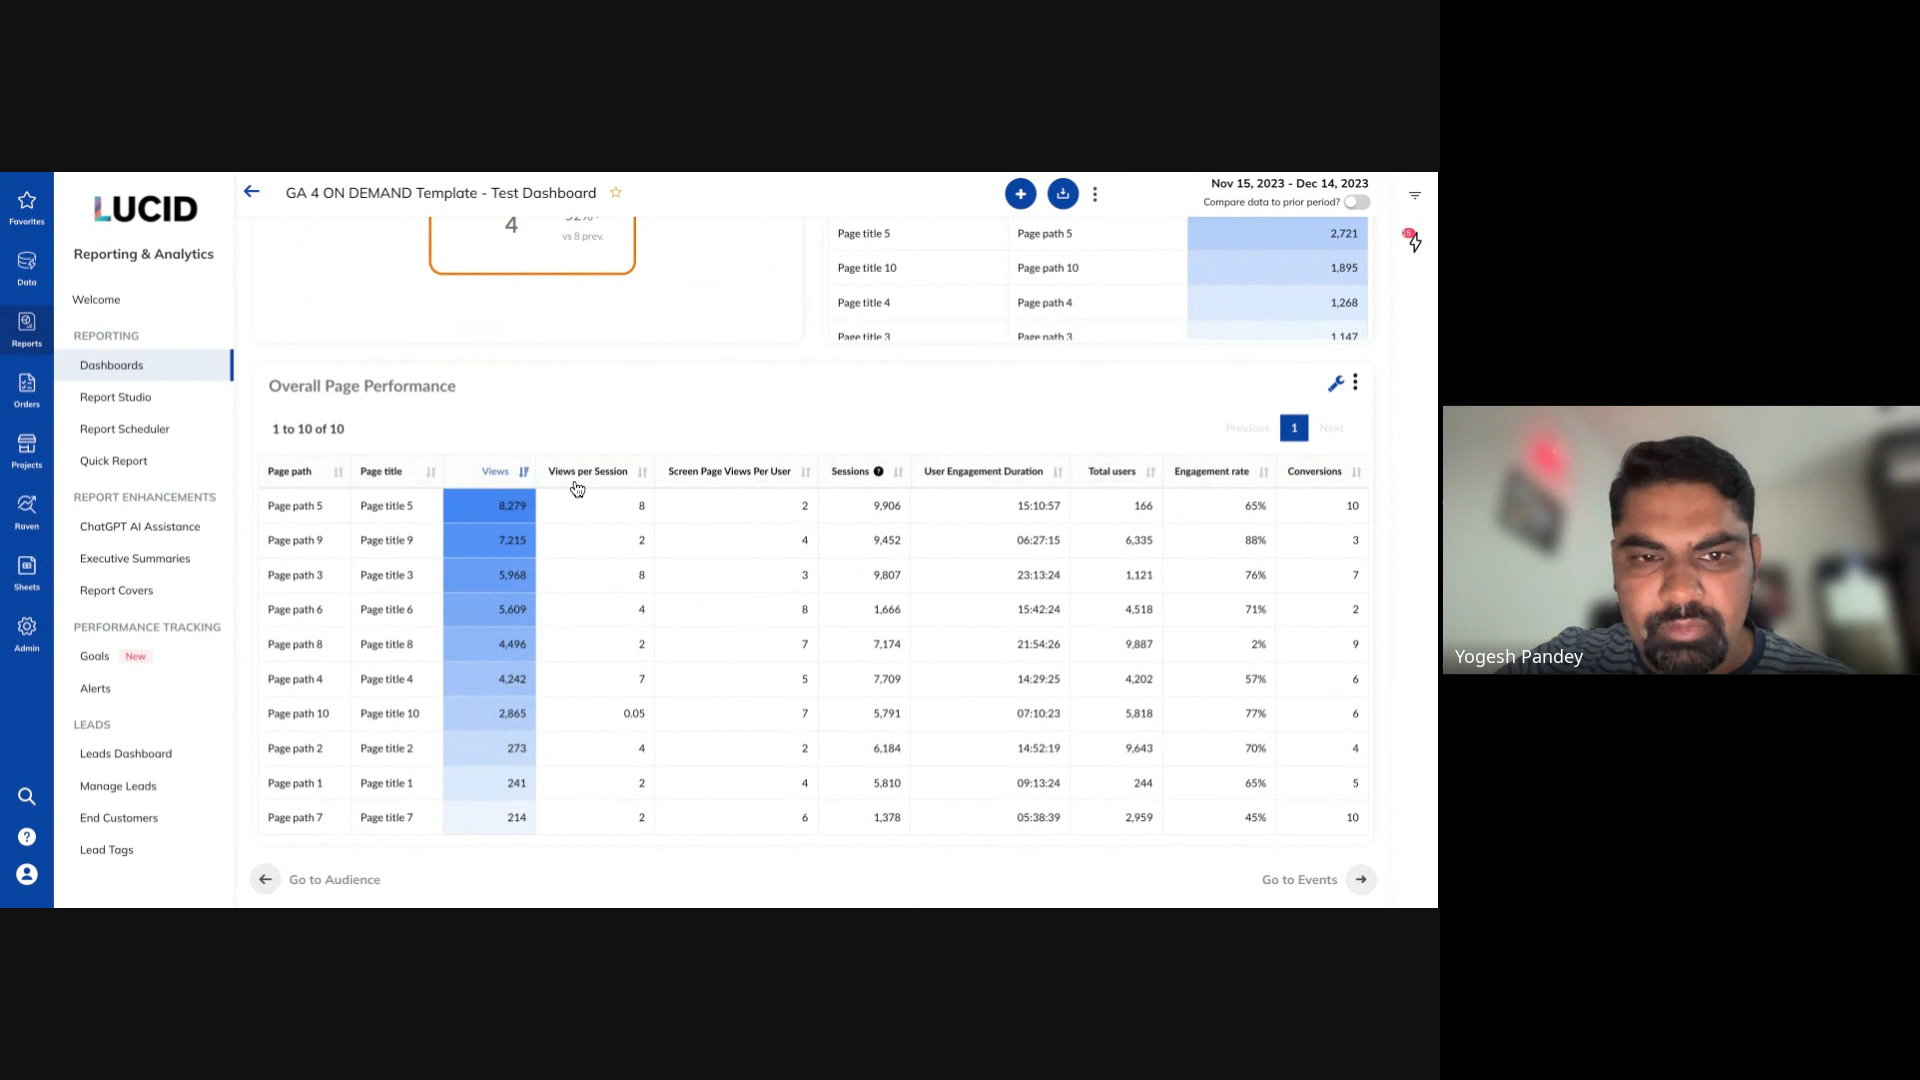 Favorites
Data
Reports
Orders
Projects
Raven
Sheets
Admin
LUCID
Reporting & Analytics
Welcome
REPORTING
Dashboards
Report Studio
Report Scheduler
Quick Report
REPORT ENHANCEMENTS
ChatGPT AI Assistance
Executive Summaries
Report Covers
PERFORMANCE TRACKING
Goals New
Alerts
LEADS
Leads Dashboard
Manage Leads
End Customers
Lead Tags
GA 4 ON DEMAND Template - Test Dashboard
Nov 15, 2023 - Dec 14, 2023
Compare data to prior period?
4
vs 8 prev.
Page title 5 Page path 5 2,721
Page title 10 Page path 10 1,895
Page title 4 Page path 4 1,268
Page title 3 Page path 3 1,147
Overall Page Performance
1 to 10 of 10
Previous 1 Next
Page path Page title Views Views per Session Screen Page Views Per User Sessions User Engagement Duration Total users Engagement rate Conversions
Page path 5 Page title 5 8,279 8 2 9,906 15:10:57 166 65% 10
Page path 9 Page title 9 7,215 2 4 9,452 06:27:15 6,335 88% 3
Page path 3 Page title 3 5,968 8 3 9,807 23:13:24 1,121 76% 7
Page path 6 Page title 6 5,609 4 8 1,666 15:42:24 4,518 71% 2
Page path 8 Page title 8 4,496 2 7 7,174 21:54:26 9,887 2% 9
Page path 4 Page title 4 4,242 7 5 7,709 14:29:25 4,202 57% 6
Page path 10 Page title 10 2,865 0.05 7 5,791 07:10:23 5,818 77% 6
Page path 2 Page title 2 273 4 2 6,184 14:52:19 9,643 70% 4
Page path 1 Page title 1 241 2 4 5,810 09:13:24 244 65% 5
Page path 7 Page title 7 214 2 6 1,378 05:38:39 2,959 45% 10
Go to Audience
Go to Events
Yogesh Pandey